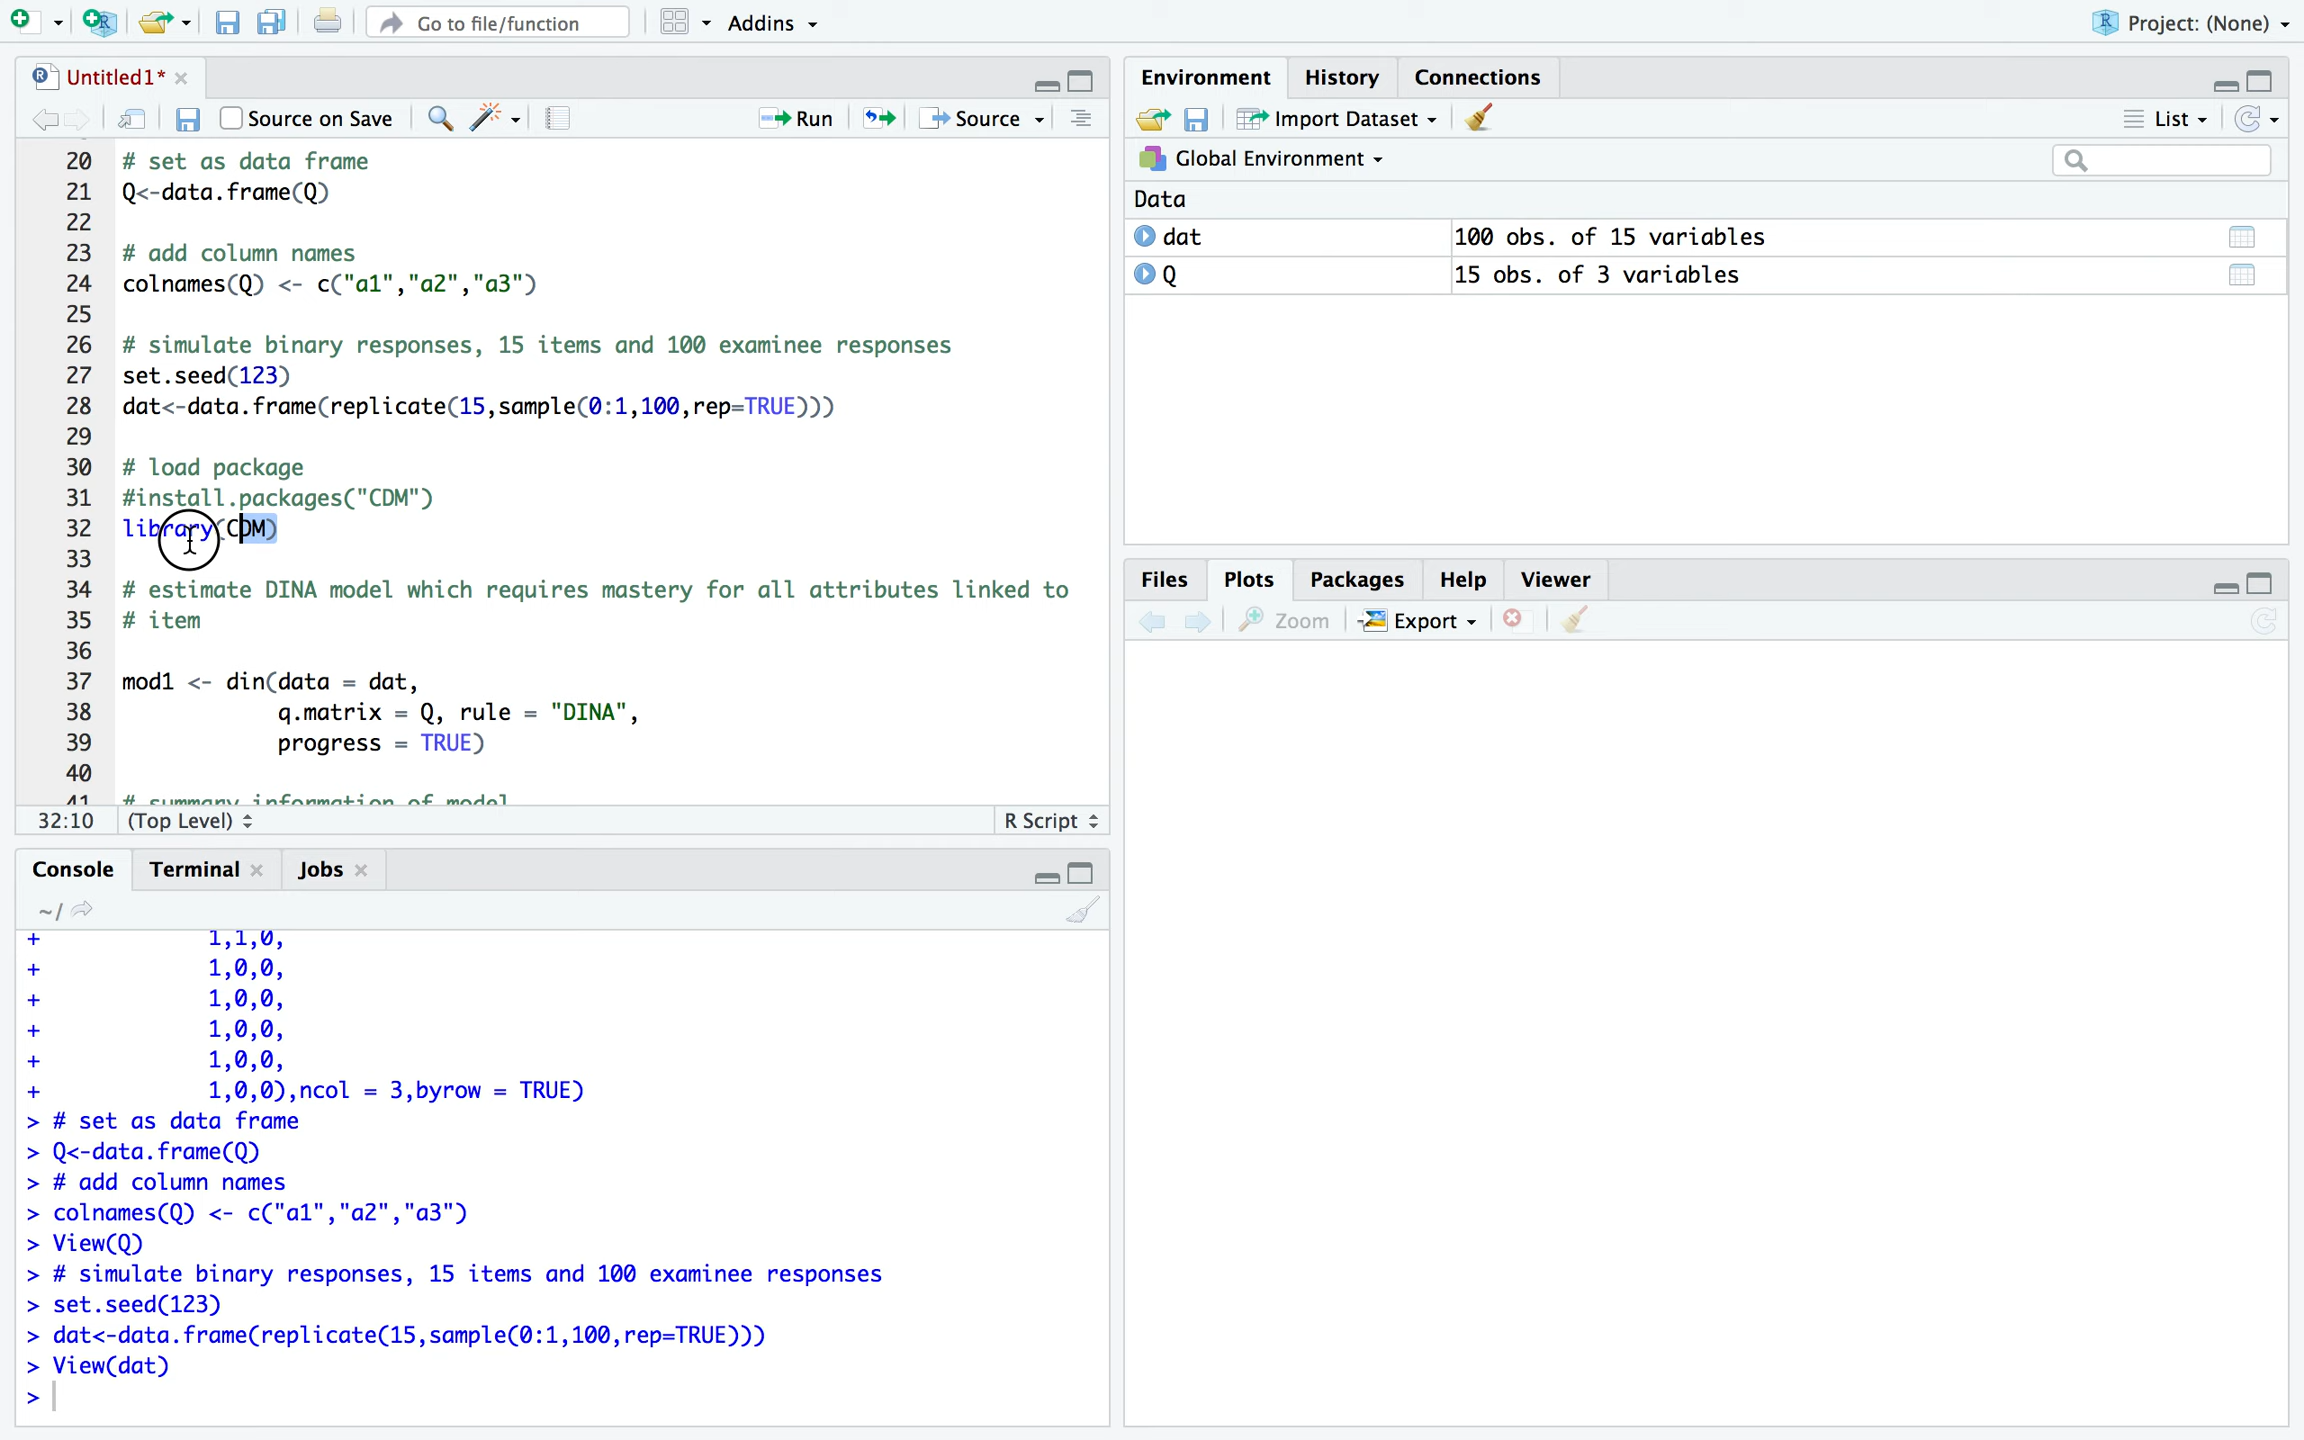 Go to file/function Addins Project: (None)
Untitled1*
Source on Save Run Source
20 # set as data frame
21 Q<-data.frame(Q)
22
23 # add column names
24 colnames(Q) <- c("a1","a2","a3")
25
26 # simulate binary responses, 15 items and 100 examinee responses
27 set.seed(123)
28 dat<-data.frame(replicate(15,sample(0:1,100,rep=TRUE)))
29
30 # load package
31 #install.packages("CDM")
32 library(CDM)
33
34 # estimate DINA model which requires mastery for all attributes linked to
35 # item
36
37 mod1 <- din(data = dat,
38 q.matrix = Q, rule = "DINA",
39 progress = TRUE)
40
41 # summary information of model
32:10 (Top Level) R Script
Console Terminal Jobs
~/
+ 1,1,0,
+ 1,0,0,
+ 1,0,0,
+ 1,0,0,
+ 1,0,0,
+ 1,0,0),ncol = 3,byrow = TRUE)
> # set as data frame
> Q<-data.frame(Q)
> # add column names
> colnames(Q) <- c("a1","a2","a3")
> View(Q)
> # simulate binary responses, 15 items and 100 examinee responses
> set.seed(123)
> dat<-data.frame(replicate(15,sample(0:1,100,rep=TRUE)))
> View(dat)
>
Environment History Connections
Import Dataset List
Global Environment
Data
dat 100 obs. of 15 variables
Q 15 obs. of 3 variables
Files Plots Packages Help Viewer
Zoom Export